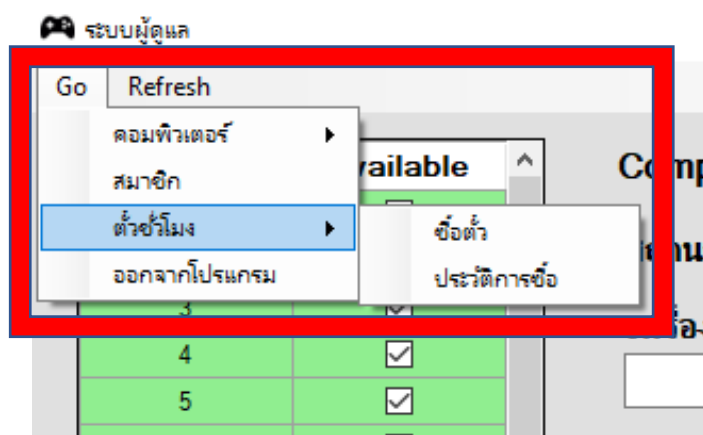 ระบบผู้ดูแล
Go Refresh
คอมพิวเตอร์
สมาชิก
ตั๋วชั่วโมง
ซื้อตั๋ว
ออกจากโปรแกรม
ประวัติการซื้อ
3
4
5